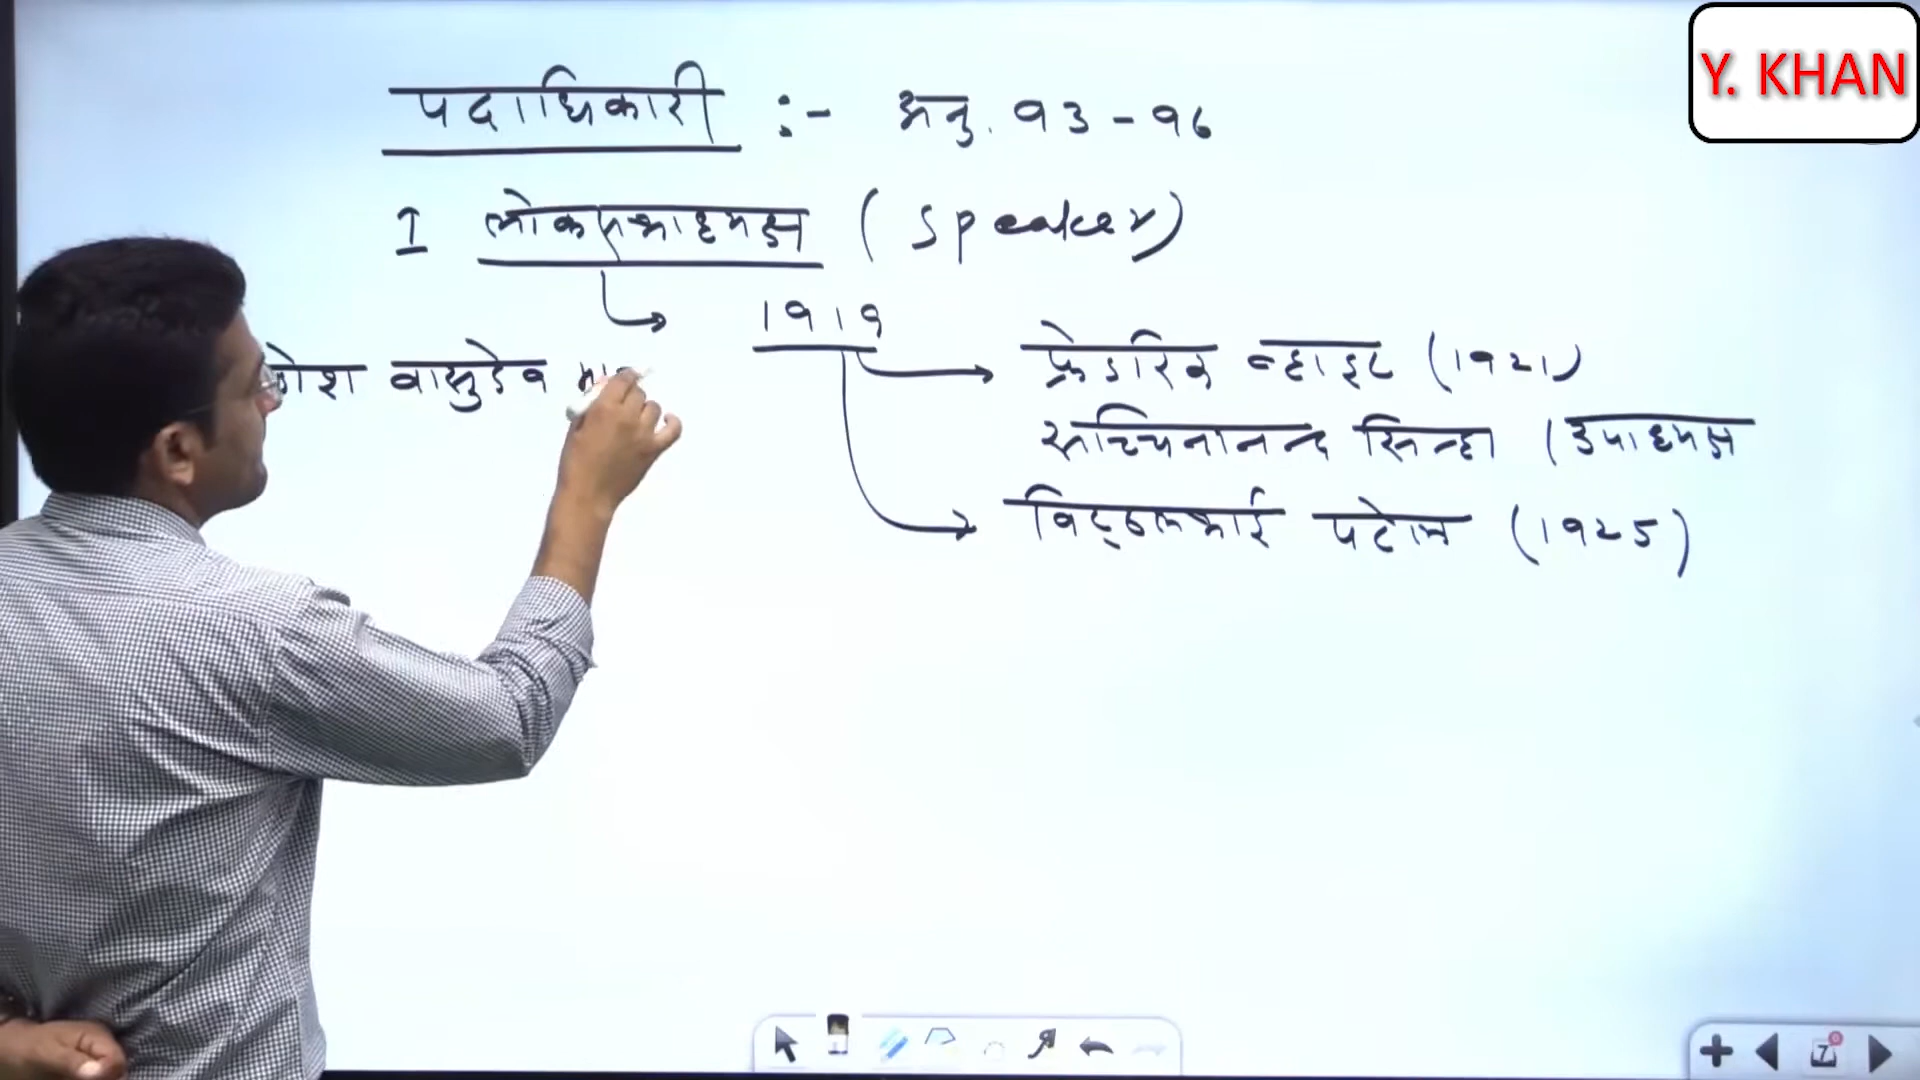 Y. KHAN
पदाधिकारी :- अनु. 93-96
I लोकसभाध्यक्ष (Speaker)
1919
फ्रेडरिक व्हाइट (1921)
सच्चिनानन्द सिन्हा (उपाध्यक्ष
विट्ठलभाई पटेल (1925)
वासुदेव
7